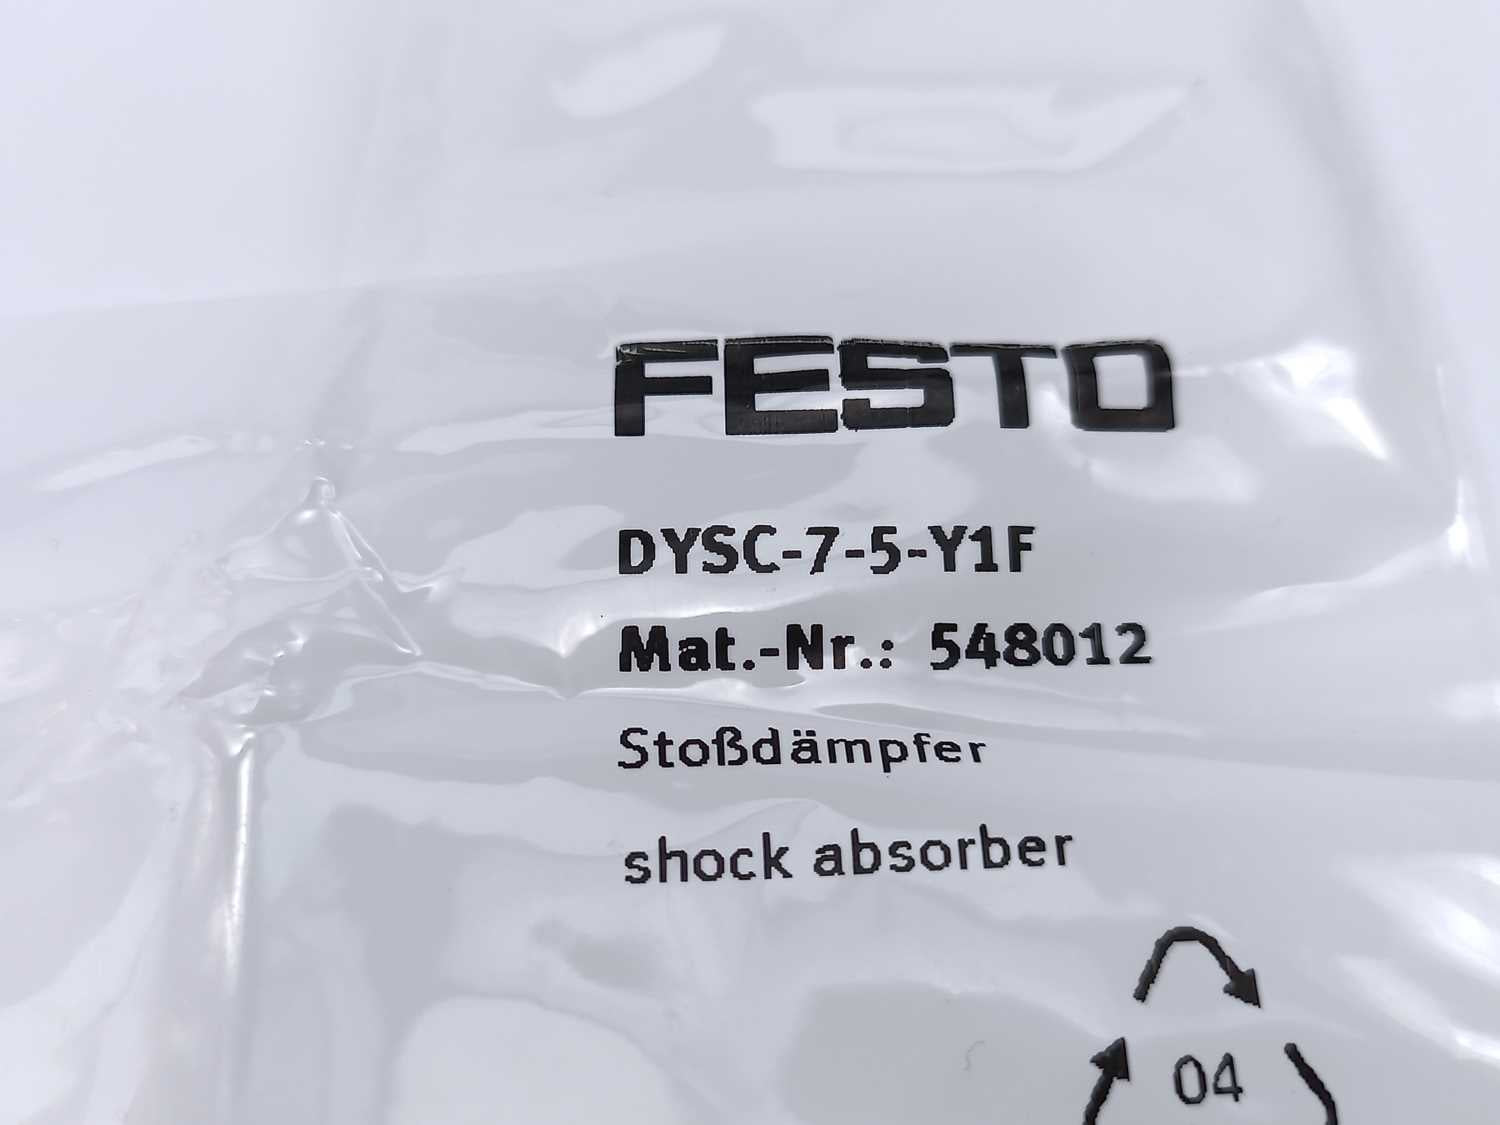 FESTO
DYSC-7-5-Y1F
Mat.-Nr.: 548012
Stoßdämpfer
shock absorber
04